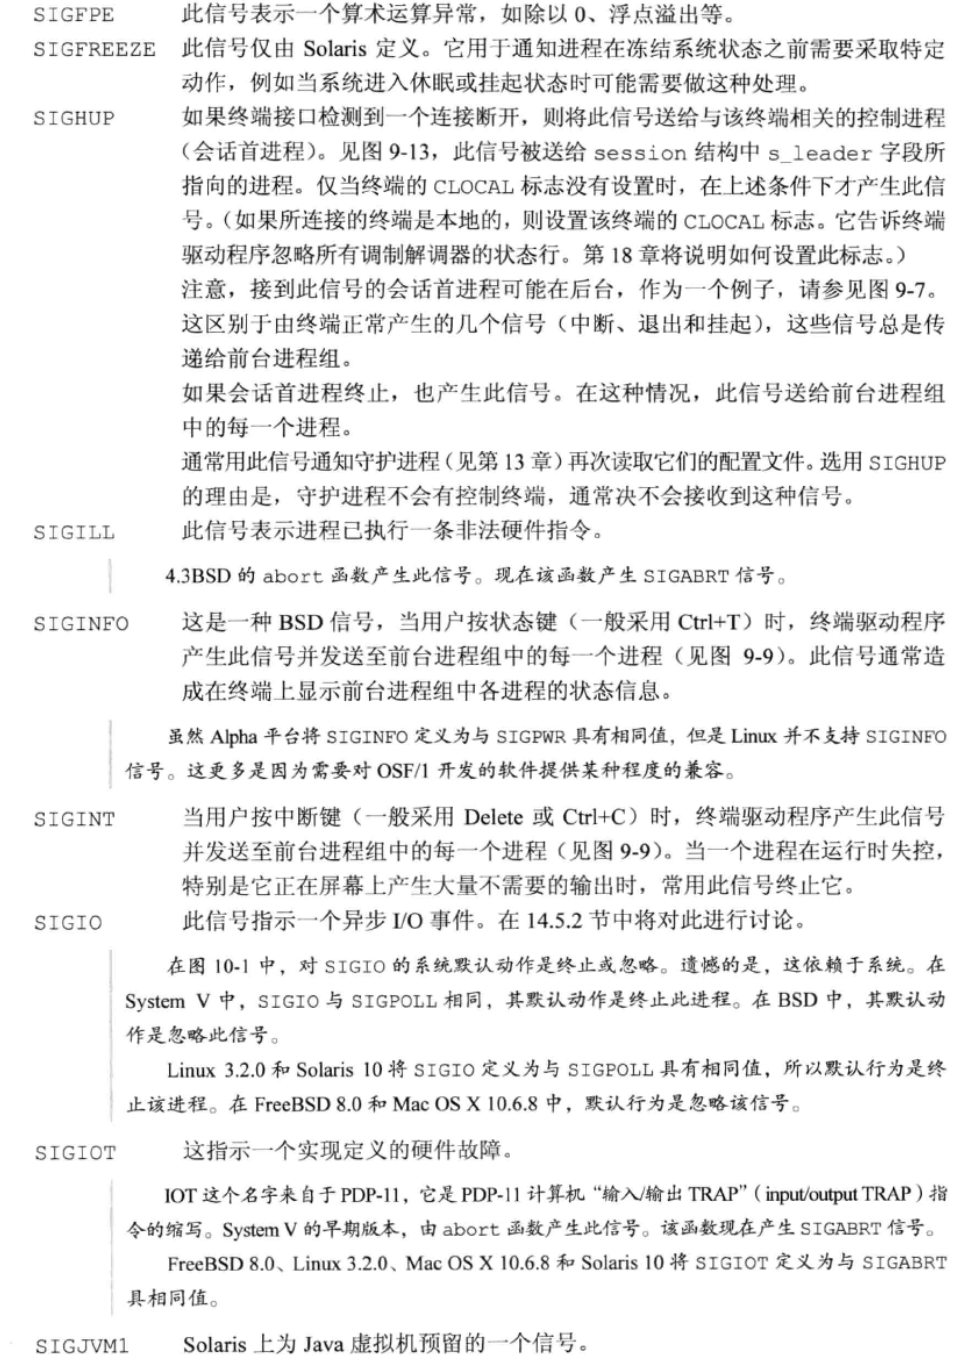 SIGFPE 此信号表示一个算术运算异常，如除以 0、浮点溢出等。
SIGFREEZE 此信号仅由 Solaris 定义。它用于通知进程在冻结系统状态之前需要采取特定
动作，例如当系统进入休眠或挂起状态时可能需要做这种处理。
SIGHUP 如果终端接口检测到一个连接断开，则将此信号送给与该终端相关的控制进程
（会话首进程）。见图 9-13，此信号被送给 session 结构中 s_leader 字段所
指向的进程。仅当终端的 CLOCAL 标志没有设置时，在上述条件下才产生此信
号。（如果所连接的终端是本地的，则设置该终端的 CLOCAL 标志。它告诉终端
驱动程序忽略所有调制解调器的状态行。第 18 章将说明如何设置此标志。）
注意，接到此信号的会话首进程可能在后台，作为一个例子，请参见图 9-7。
这区别于由终端正常产生的几个信号（中断、退出和挂起），这些信号总是传
递给前台进程组。
如果会话首进程终止，也产生此信号。在这种情况，此信号送给前台进程组
中的每一个进程。
通常用此信号通知守护进程（见第 13 章）再次读取它们的配置文件。选用 SIGHUP
的理由是，守护进程不会有控制终端，通常决不会接收到这种信号。
SIGILL 此信号表示进程已执行一条非法硬件指令。
4.3BSD 的 abort 函数产生此信号。现在该函数产生 SIGABRT 信号。
SIGINFO 这是一种 BSD 信号，当用户按状态键（一般采用 Ctrl+T）时，终端驱动程序
产生此信号并发送至前台进程组中的每一个进程（见图 9-9）。此信号通常造
成在终端上显示前台进程组中各进程的状态信息。
虽然 Alpha 平台将 SIGINFO 定义为与 SIGPWR 具有相同值，但是 Linux 并不支持 SIGINFO
信号。这更多是因为需要对 OSF/1 开发的软件提供某种程度的兼容。
SIGINT 当用户按中断键（一般采用 Delete 或 Ctrl+C）时，终端驱动程序产生此信号
并发送至前台进程组中的每一个进程（见图 9-9）。当一个进程在运行时失控，
特别是它正在屏幕上产生大量不需要的输出时，常用此信号终止它。
SIGIO 此信号指示一个异步 I/O 事件。在 14.5.2 节中将对此进行讨论。
在图 10-1 中，对 SIGIO 的系统默认动作是终止或忽略。遗憾的是，这依赖于系统。在
System V 中，SIGIO 与 SIGPOLL 相同，其默认动作是终止此进程。在 BSD 中，其默认动
作是忽略此信号。
Linux 3.2.0 和 Solaris 10 将 SIGIO 定义为与 SIGPOLL 具有相同值，所以默认行为是终
止该进程。在 FreeBSD 8.0 和 Mac OS X 10.6.8 中，默认行为是忽略该信号。
SIGIOT 这指示一个实现定义的硬件故障。
IOT 这个名字来自于 PDP-11，它是 PDP-11 计算机“输入/输出 TRAP”（input/output TRAP）指
令的缩写。System V 的早期版本，由 abort 函数产生此信号。该函数现在产生 SIGABRT 信号。
FreeBSD 8.0、Linux 3.2.0、Mac OS X 10.6.8 和 Solaris 10 将 SIGIOT 定义为与 SIGABRT
具相同值。
SIGJVM1 Solaris 上为 Java 虚拟机预留的一个信号。